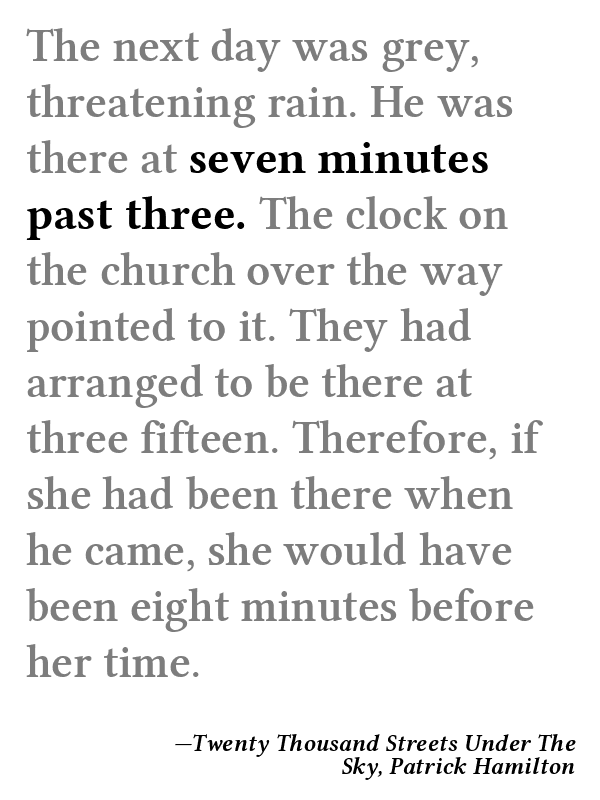 The next day was grey,
threatening rain. He was
there at seven minutes
past three. The clock on
the church over the way
pointed to it. They had
arranged to be there at
three fifteen. Therefore, if
she had been there when
he came, she would have
been eight minutes before
her time.
—Twenty Thousand Streets Under The
Sky, Patrick Hamilton